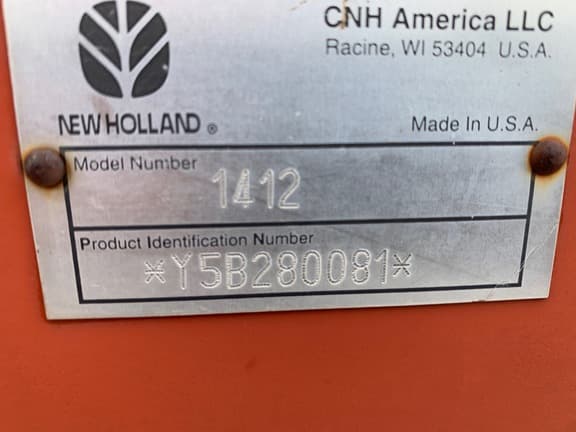 CNH America LLC
Racine, WI 53404 U.S.A.
NEW HOLLAND ®
Made In U.S.A.
Model Number
1412
Product Identification Number
*Y5B280081*